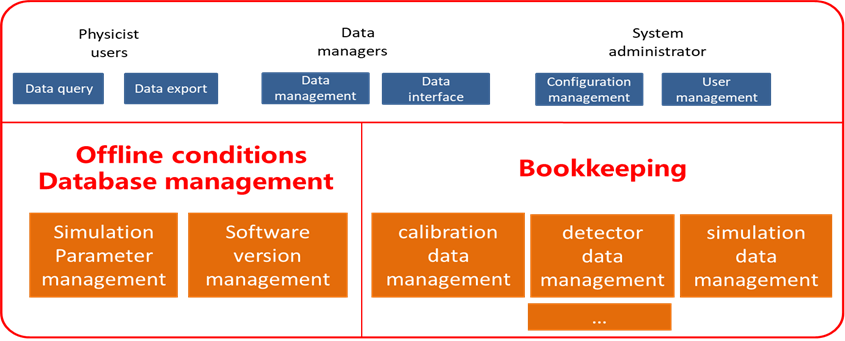 Physicist
users
Data
managers
System
administrator
Data query
Data export
Data
management
Data
interface
Configuration
management
User
management
Offline conditions
Database management
Bookkeeping
Simulation
Parameter
management
Software
version
management
calibration
data
management
detector
data
management
simulation
data
management
...